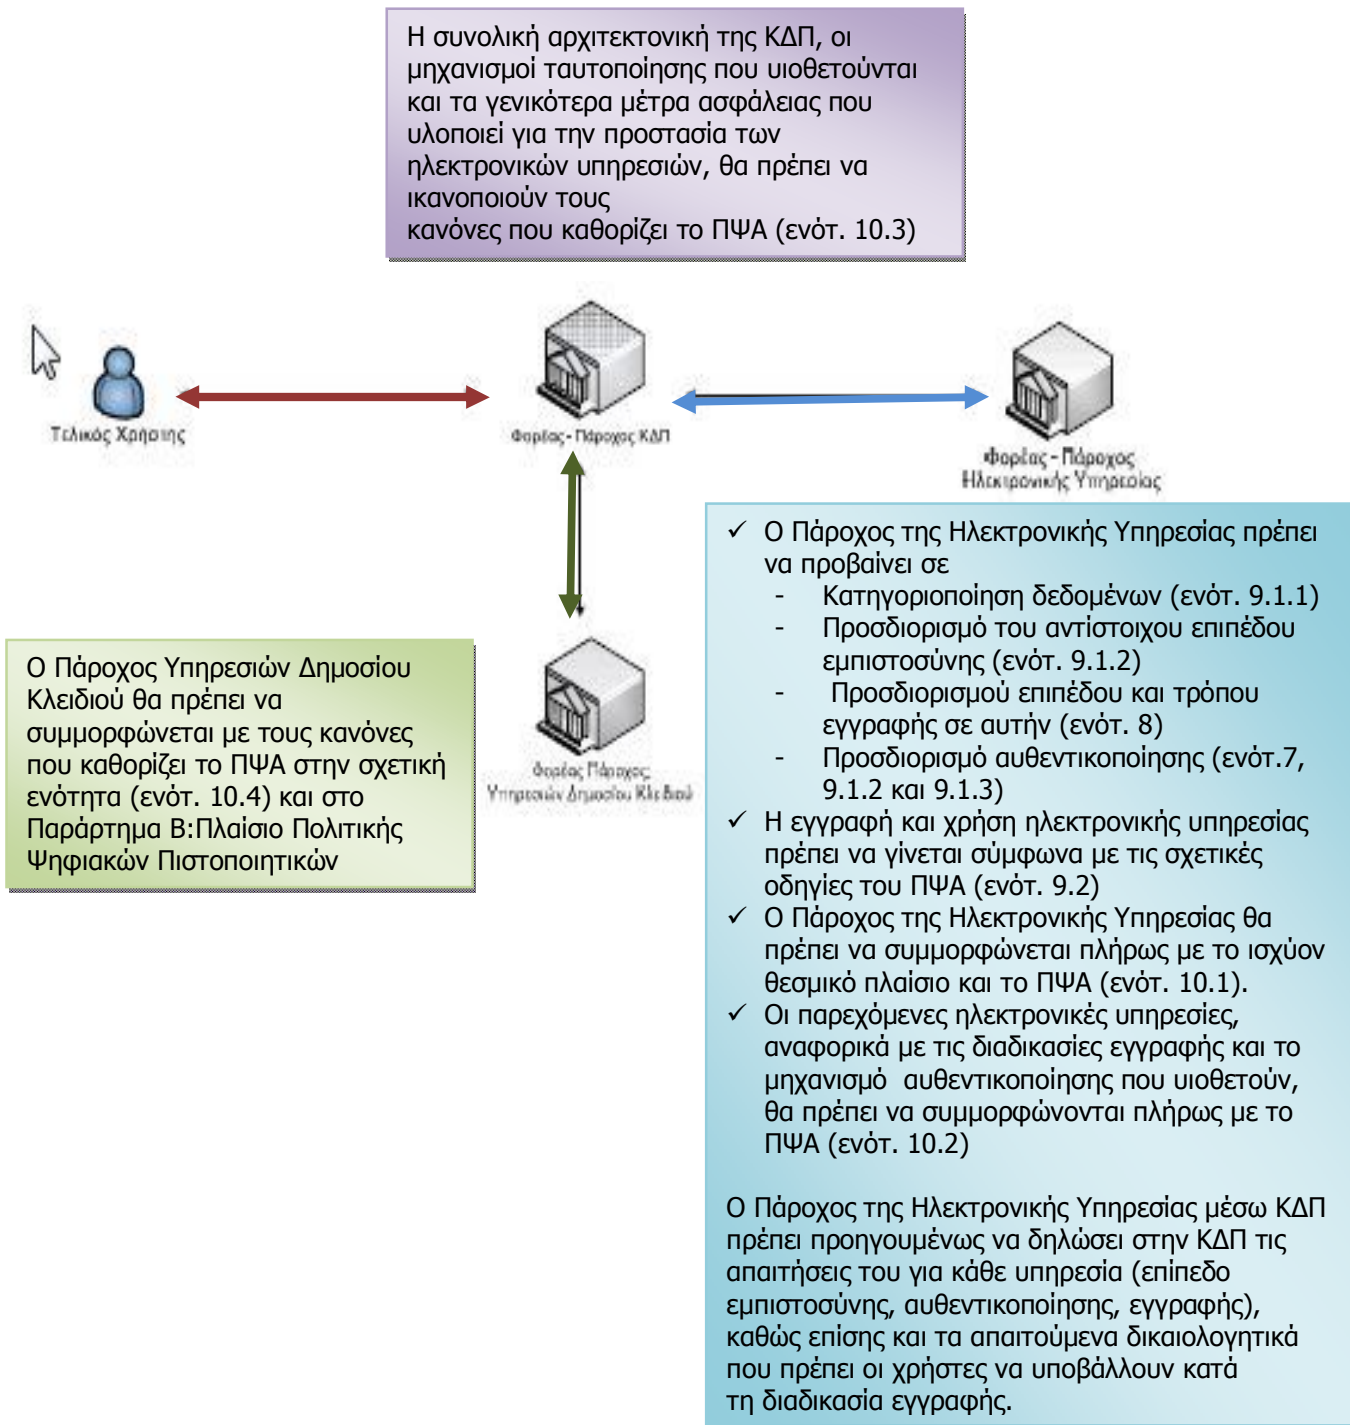 Η συνολική αρχιτεκτονική της ΚΔΠ, οι
μηχανισμοί ταυτοποίησης που υιοθετούνται
και τα γενικότερα μέτρα ασφάλειας που
υλοποιεί για την προστασία των
ηλεκτρονικών υπηρεσιών, θα πρέπει να
ικανοποιούν τους
κανόνες που καθορίζει το ΠΨΑ (ενότ. 10.3)
Τελικός Χρήστης
Φορέας - Πάροχος ΚΔΠ
Φορέας - Πάροχος
Ηλεκτρονικής Υπηρεσίας
Ο Πάροχος Υπηρεσιών Δημοσίου
Κλειδιού θα πρέπει να
συμμορφώνεται με τους κανόνες
που καθορίζει το ΠΨΑ στην σχετική
ενότητα (ενότ. 10.4) και στο
Παράρτημα Β:Πλαίσιο Πολιτικής
Ψηφιακών Πιστοποιητικών
Φορέας Πάροχος
Υπηρεσιών Δημοσίου Κλειδιού
✓ Ο Πάροχος της Ηλεκτρονικής Υπηρεσίας πρέπει
να προβαίνει σε
- Κατηγοριοποίηση δεδομένων (ενότ. 9.1.1)
- Προσδιορισμό του αντίστοιχου επιπέδου
εμπιστοσύνης (ενότ. 9.1.2)
- Προσδιορισμού επιπέδου και τρόπου
εγγραφής σε αυτήν (ενότ. 8)
- Προσδιορισμό αυθεντικοποίησης (ενότ.7,
9.1.2 και 9.1.3)
✓ Η εγγραφή και χρήση ηλεκτρονικής υπηρεσίας
πρέπει να γίνεται σύμφωνα με τις σχετικές
οδηγίες του ΠΨΑ (ενότ. 9.2)
✓ Ο Πάροχος της Ηλεκτρονικής Υπηρεσίας θα
πρέπει να συμμορφώνεται πλήρως με το ισχύον
θεσμικό πλαίσιο και το ΠΨΑ (ενότ. 10.1).
✓ Οι παρεχόμενες ηλεκτρονικές υπηρεσίες,
αναφορικά με τις διαδικασίες εγγραφής και το
μηχανισμό αυθεντικοποίησης που υιοθετούν,
θα πρέπει να συμμορφώνονται πλήρως με το
ΠΨΑ (ενότ. 10.2)
Ο Πάροχος της Ηλεκτρονικής Υπηρεσίας μέσω ΚΔΠ
πρέπει προηγουμένως να δηλώσει στην ΚΔΠ τις
απαιτήσεις του για κάθε υπηρεσία (επίπεδο
εμπιστοσύνης, αυθεντικοποίησης, εγγραφής),
καθώς επίσης και τα απαιτούμενα δικαιολογητικά
που πρέπει οι χρήστες να υποβάλλουν κατά
τη διαδικασία εγγραφής.